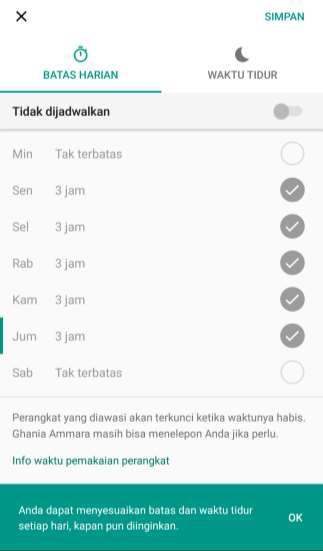 SIMPAN
BATAS HARIAN
WAKTU TIDUR
Tidak dijadwalkan
Min Tak terbatas
Sen 3 jam
Sel 3 jam
Rab 3 jam
Kam 3 jam
Jum 3 jam
Sab Tak terbatas
Perangkat yang diawasi akan terkunci ketika waktunya habis.
Ghania Ammara masih bisa menelepon Anda jika perlu.
Info waktu pemakaian perangkat
Anda dapat menyesuaikan batas dan waktu tidur
setiap hari, kapan pun diinginkan.
OK